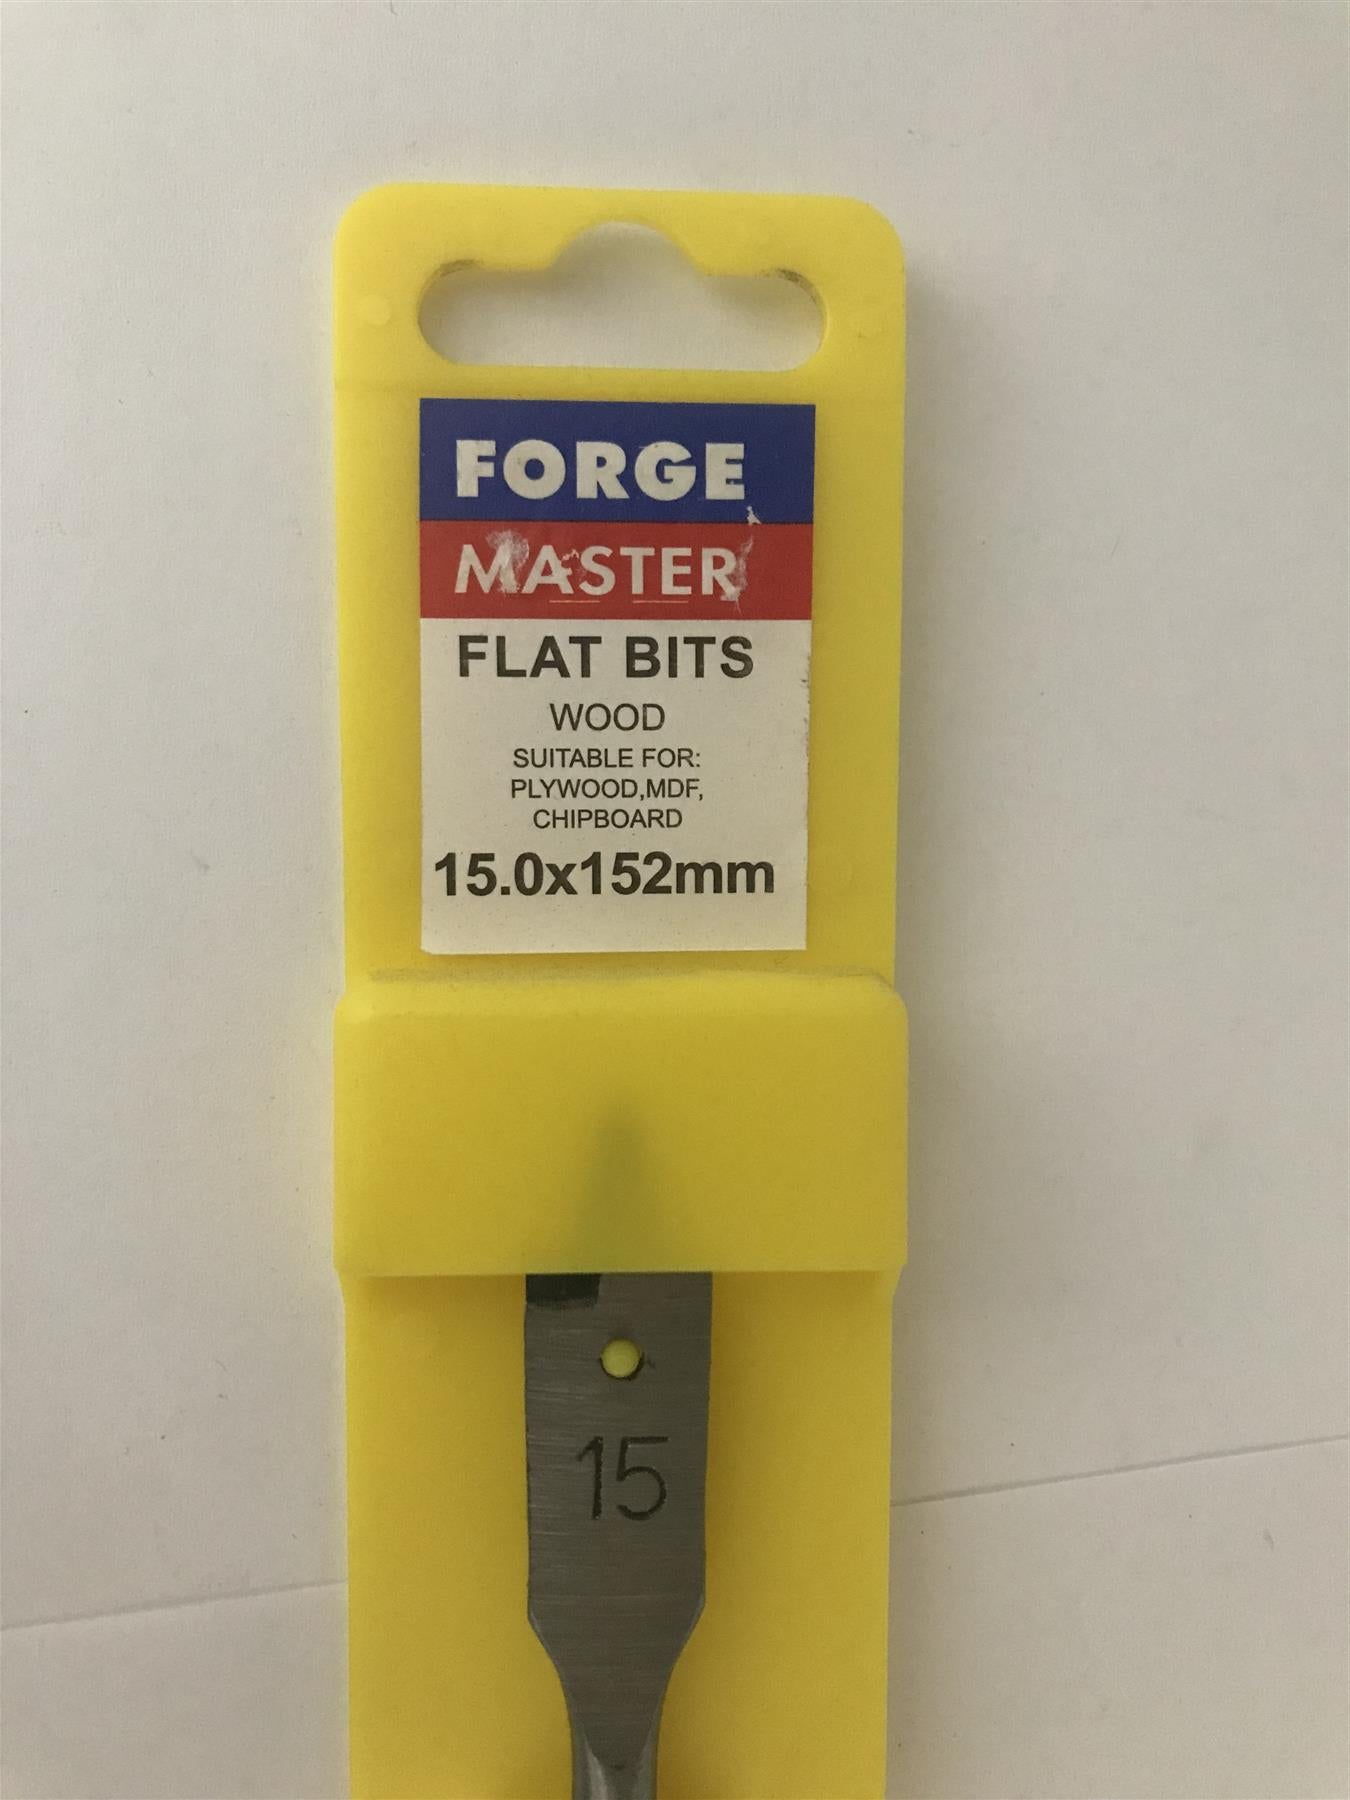 FORGE
MASTER
FLAT BITS
WOOD
SUITABLE FOR:
PLYWOOD,MDF,
CHIPBOARD
15.0x152mm
15